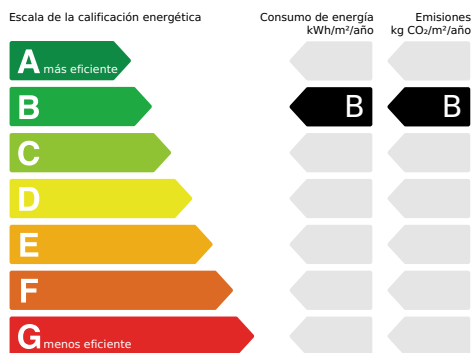 Escala de la calificación energética
Consumo de energía
kWh/m²/año
Emisiones
kg CO₂/m²/año
A más eficiente
B B B
C
D
E
F
G menos eficiente